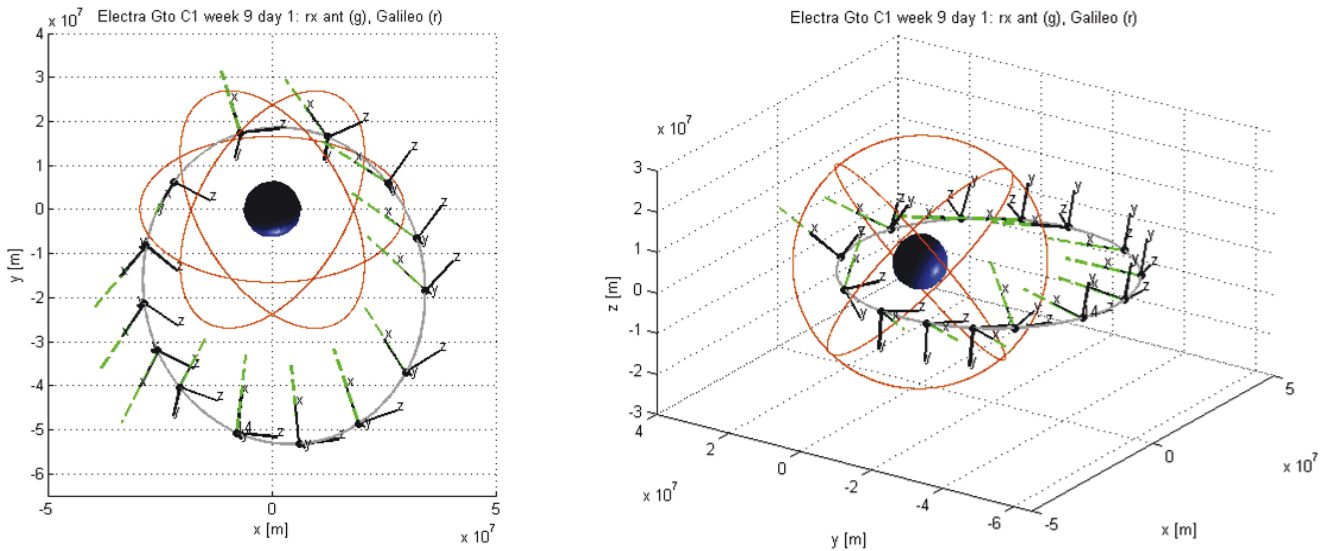 Electra Gto C1 week 9 day 1: rx ant (g), Galileo (r)
x 10^7
4
3
2
1
0
-1
-2
-3
-4
-5
-6
y [m]
-5
0
5
x [m]
x 10^7
x
z
y
Electra Gto C1 week 9 day 1: rx ant (g), Galileo (r)
x 10^7
3
2
1
0
-1
-2
-3
z [m]
4
2
0
-2
-4
-6
x 10^7
y [m]
-5
0
5
x 10^7
x [m]
x
y
z